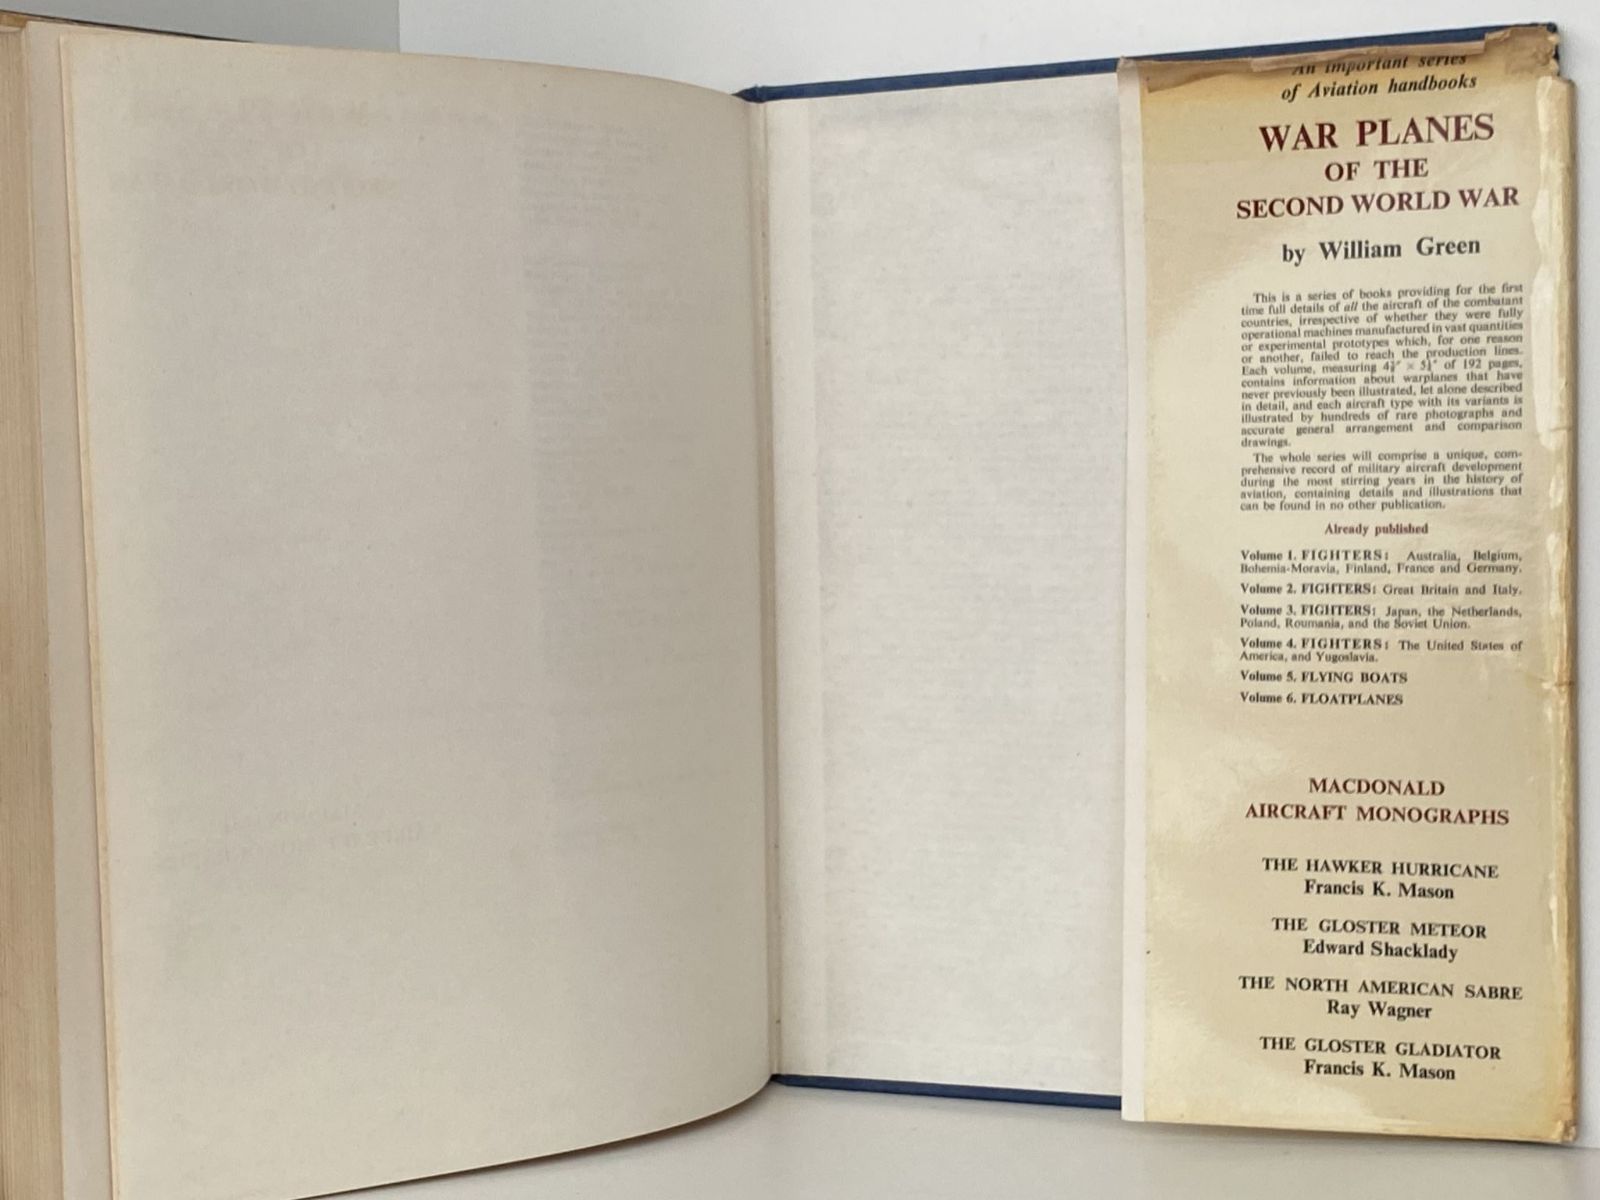 An important series
of Aviation handbooks
WAR PLANES
OF THE
SECOND WORLD WAR
by William Green
This is a series of books providing for the first
time full details of all the aircraft of the combatant
countries, irrespective of whether they were fully
operational machines manufactured in vast quantities
or experimental prototypes which, for one reason
or another, failed to reach the production lines.
Each volume, measuring 4¾" × 5¾" of 192 pages,
contains information about warplanes that have
never previously been illustrated, let alone described
in detail, and each aircraft type with its variants is
illustrated by hundreds of rare photographs and
accurate general arrangement and comparison
drawings.
The whole series will comprise a unique, com-
prehensive record of military aircraft development
during the most stirring years in the history of
aviation, containing details and illustrations that
can be found in no other publication.
Already published
Volume 1. FIGHTERS: Australia, Belgium,
Bohemia-Moravia, Finland, France and Germany.
Volume 2. FIGHTERS: Great Britain and Italy.
Volume 3. FIGHTERS: Japan, the Netherlands,
Poland, Roumania, and the Soviet Union.
Volume 4. FIGHTERS: The United States of
America, and Yugoslavia.
Volume 5. FLYING BOATS
Volume 6. FLOATPLANES
MACDONALD
AIRCRAFT MONOGRAPHS
THE HAWKER HURRICANE
Francis K. Mason
THE GLOSTER METEOR
Edward Shacklady
THE NORTH AMERICAN SABRE
Ray Wagner
THE GLOSTER GLADIATOR
Francis K. Mason